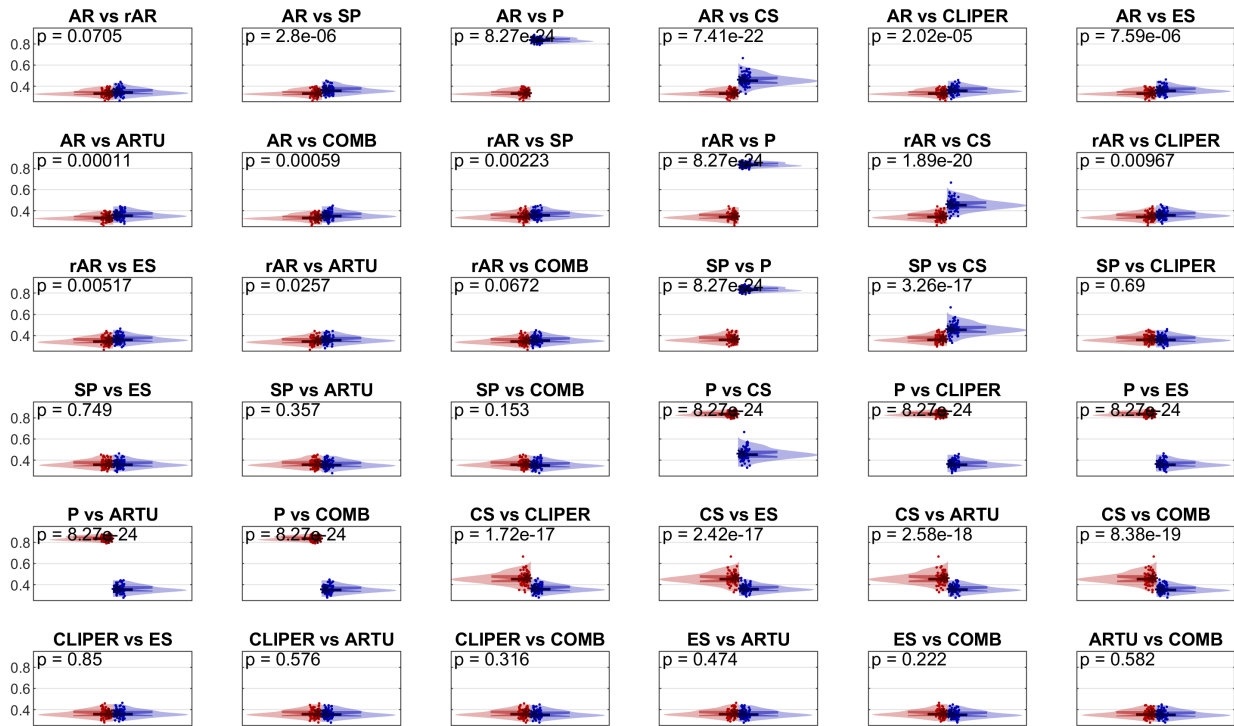 AR vs rAR AR vs SP AR vs P AR vs CS AR vs CLIPER AR vs ES
p = 0.0705 p = 2.8e-06 p = 8.27e-24 p = 7.41e-22 p = 2.02e-05 p = 7.59e-06
0.8
0.6
0.4
AR vs ARTU AR vs COMB rAR vs SP rAR vs P rAR vs CS rAR vs CLIPER
p = 0.00011 p = 0.00059 p = 0.00223 p = 8.27e-24 p = 1.89e-20 p = 0.00967
0.8
0.6
0.4
rAR vs ES rAR vs ARTU rAR vs COMB SP vs P SP vs CS SP vs CLIPER
p = 0.00517 p = 0.0257 p = 0.0672 p = 8.27e-24 p = 3.26e-17 p = 0.69
0.8
0.6
0.4
SP vs ES SP vs ARTU SP vs COMB P vs CS P vs CLIPER P vs ES
p = 0.749 p = 0.357 p = 0.153 p = 8.27e-24 p = 8.27e-24 p = 8.27e-24
0.8
0.6
0.4
P vs ARTU P vs COMB CS vs CLIPER CS vs ES CS vs ARTU CS vs COMB
p = 8.27e-24 p = 8.27e-24 p = 1.72e-17 p = 2.42e-17 p = 2.58e-18 p = 8.38e-19
0.8
0.6
0.4
CLIPER vs ES CLIPER vs ARTU CLIPER vs COMB ES vs ARTU ES vs COMB ARTU vs COMB
p = 0.85 p = 0.576 p = 0.316 p = 0.474 p = 0.222 p = 0.582
0.8
0.6
0.4